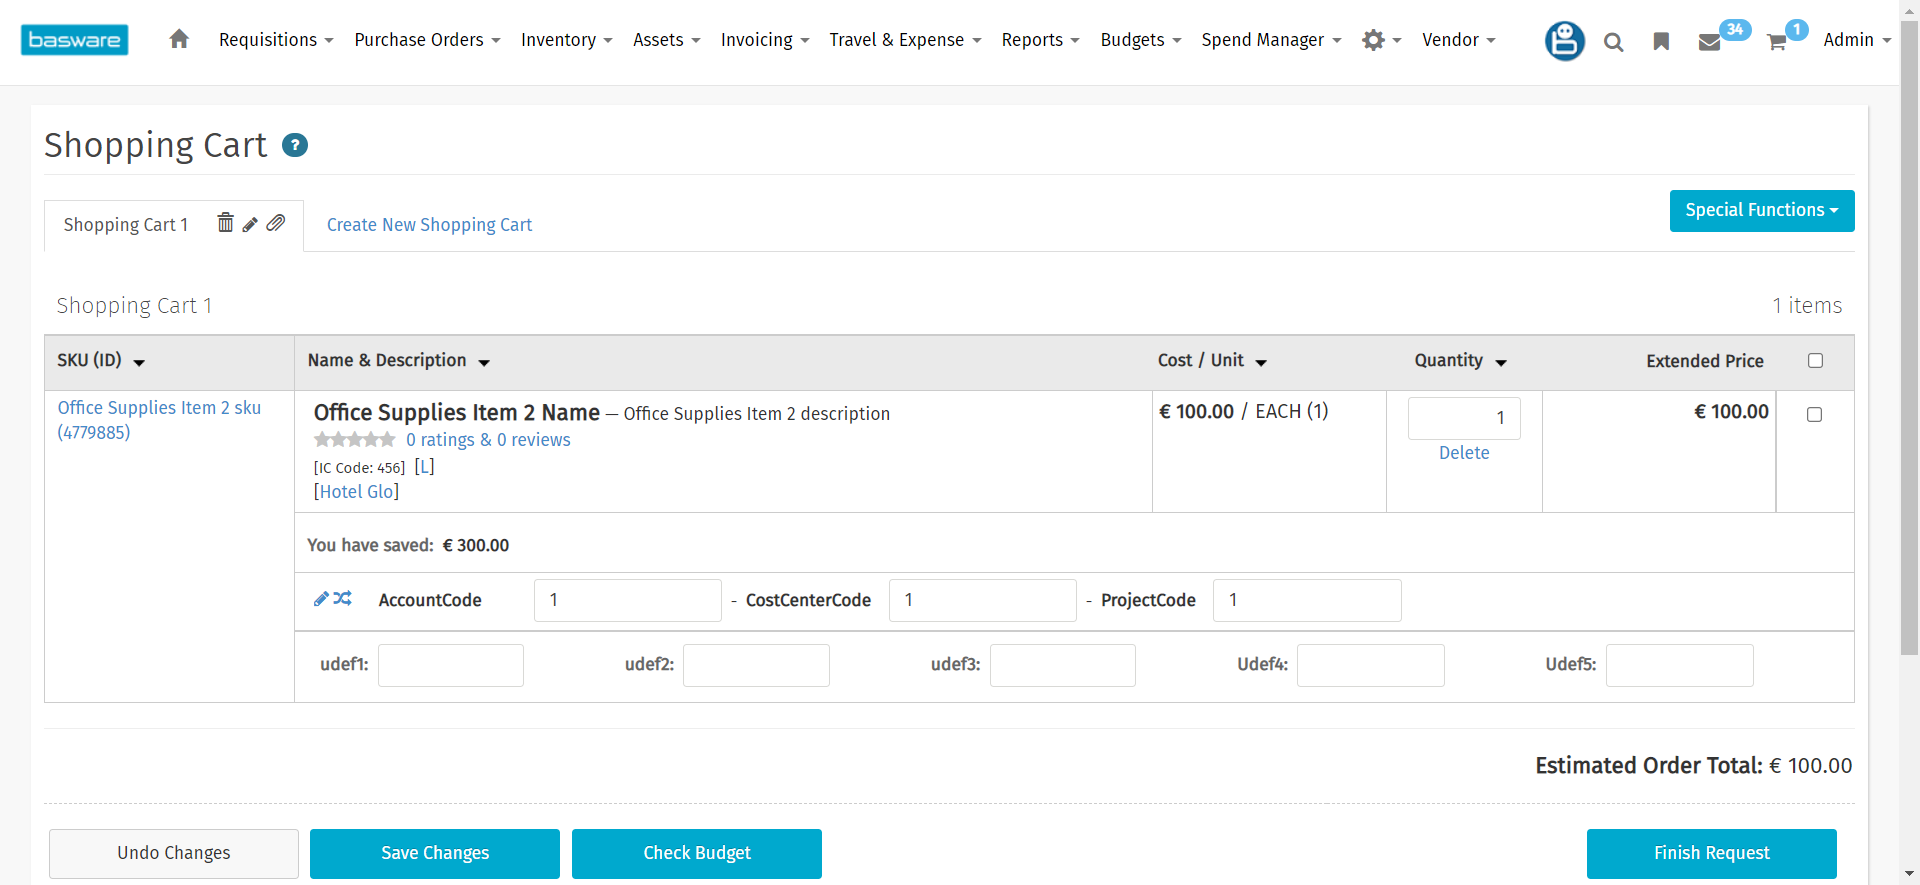 basware
Requisitions Purchase Orders Inventory Assets Invoicing Travel & Expense Reports Budgets Spend Manager Vendor 34 1 Admin
Shopping Cart ?
Shopping Cart 1 Create New Shopping Cart Special Functions
Shopping Cart 1 1 items
SKU (ID) Name & Description Cost / Unit Quantity Extended Price
Office Supplies Item 2 sku
(4779885)
Office Supplies Item 2 Name — Office Supplies Item 2 description
€ 100.00 / EACH (1)
1
€ 100.00
0 ratings & 0 reviews
Delete
[IC Code: 456] [L]
[Hotel Glo]
You have saved: € 300.00
AccountCode 1 - CostCenterCode 1 - ProjectCode 1
udef1: udef2: udef3: Udef4: Udef5:
Estimated Order Total: € 100.00
Undo Changes Save Changes Check Budget Finish Request